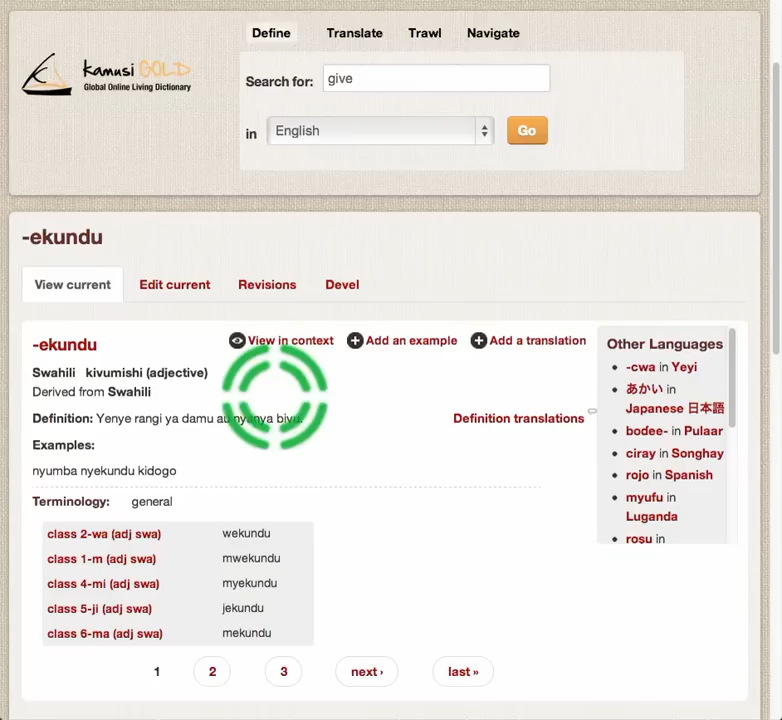 Define Translate Trawl Navigate
kamusi GOLD
Global Online Living Dictionary
Search for: give
in English Go
-ekundu
View current Edit current Revisions Devel
-ekundu View in context Add an example Add a translation
Swahili kivumishi (adjective)
Derived from Swahili
Definition: Yenye rangi ya damu au nyanya bivu. Definition translations
Examples:
nyumba nyekundu kidogo
Terminology: general
class 2-wa (adj swa) wekundu
class 1-m (adj swa) mwekundu
class 4-mi (adj swa) myekundu
class 5-ji (adj swa) jekundu
class 6-ma (adj swa) mekundu
1 2 3 next › last »
Other Languages
-cwa in Yeyi
あかい in
Japanese 日本語
bodee- in Pulaar
ciray in Songhay
rojo in Spanish
myufu in
Luganda
roşu in